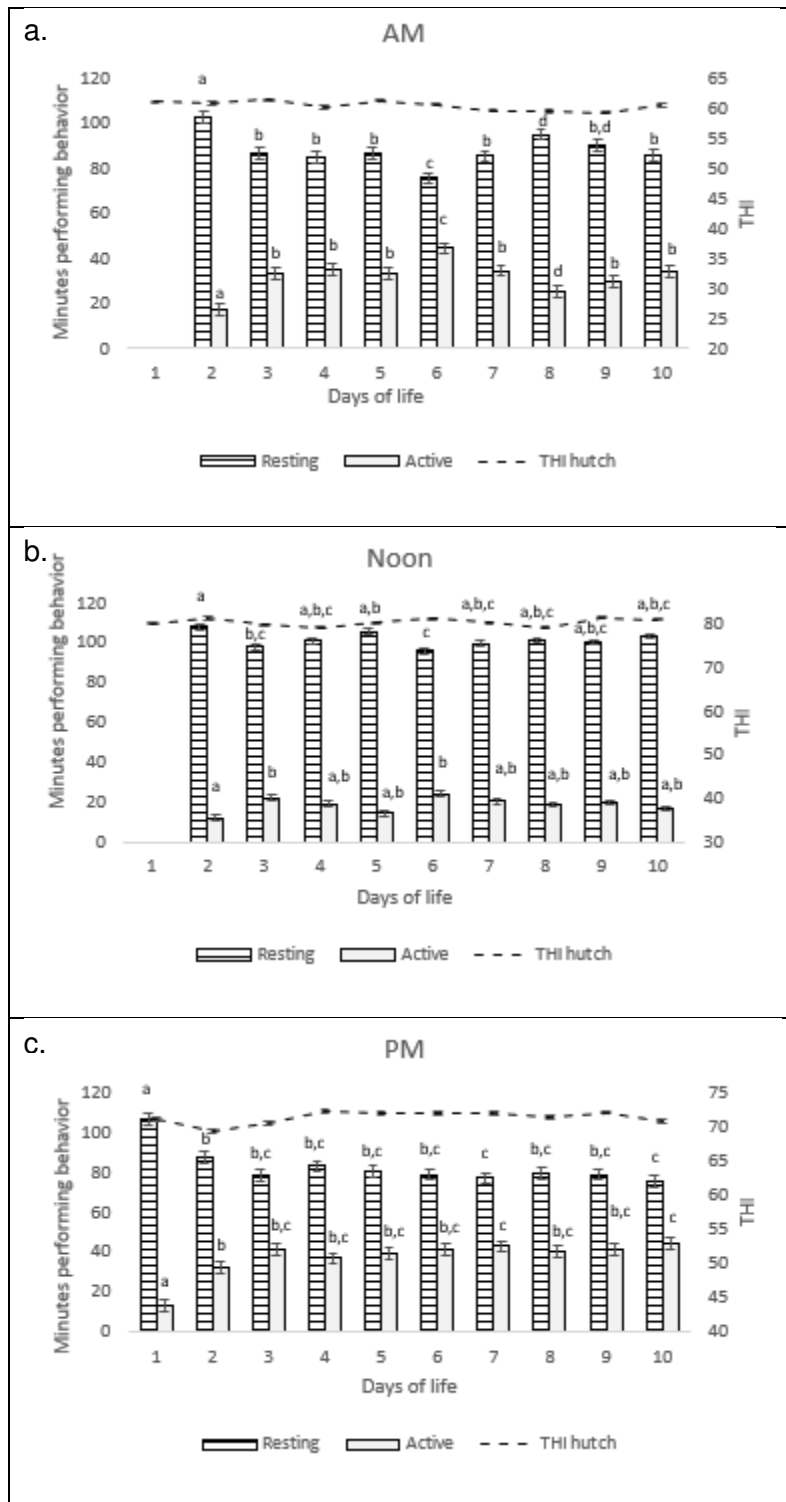 a.
AM
120
100
80
60
40
20
0
Minutes performing behavior
65
60
55
50
45
40
35
30
25
20
THI
a
b
b
b
c
b
d
b,d
b
a
b
b
b
c
b
d
b
b
1 2 3 4 5 6 7 8 9 10
Days of life
Resting Active THI hutch
b.
Noon
120
100
80
60
40
20
0
Minutes performing behavior
80
70
60
50
40
30
THI
a
b,c
a,b,c
a,b
c
a,b,c
a,b,c
a,b,c
a,b,c
a
b
a,b
a,b
b
a,b
a,b
a,b
a,b
1 2 3 4 5 6 7 8 9 10
Days of life
Resting Active THI hutch
c.
PM
120
100
80
60
40
20
0
Minutes performing behavior
75
70
65
60
55
50
45
40
THI
a
b
b,c
b,c
b,c
b,c
c
b,c
b,c
c
a
b
b,c
b,c
b,c
b,c
c
b,c
b,c
c
1 2 3 4 5 6 7 8 9 10
Days of life
Resting Active THI hutch